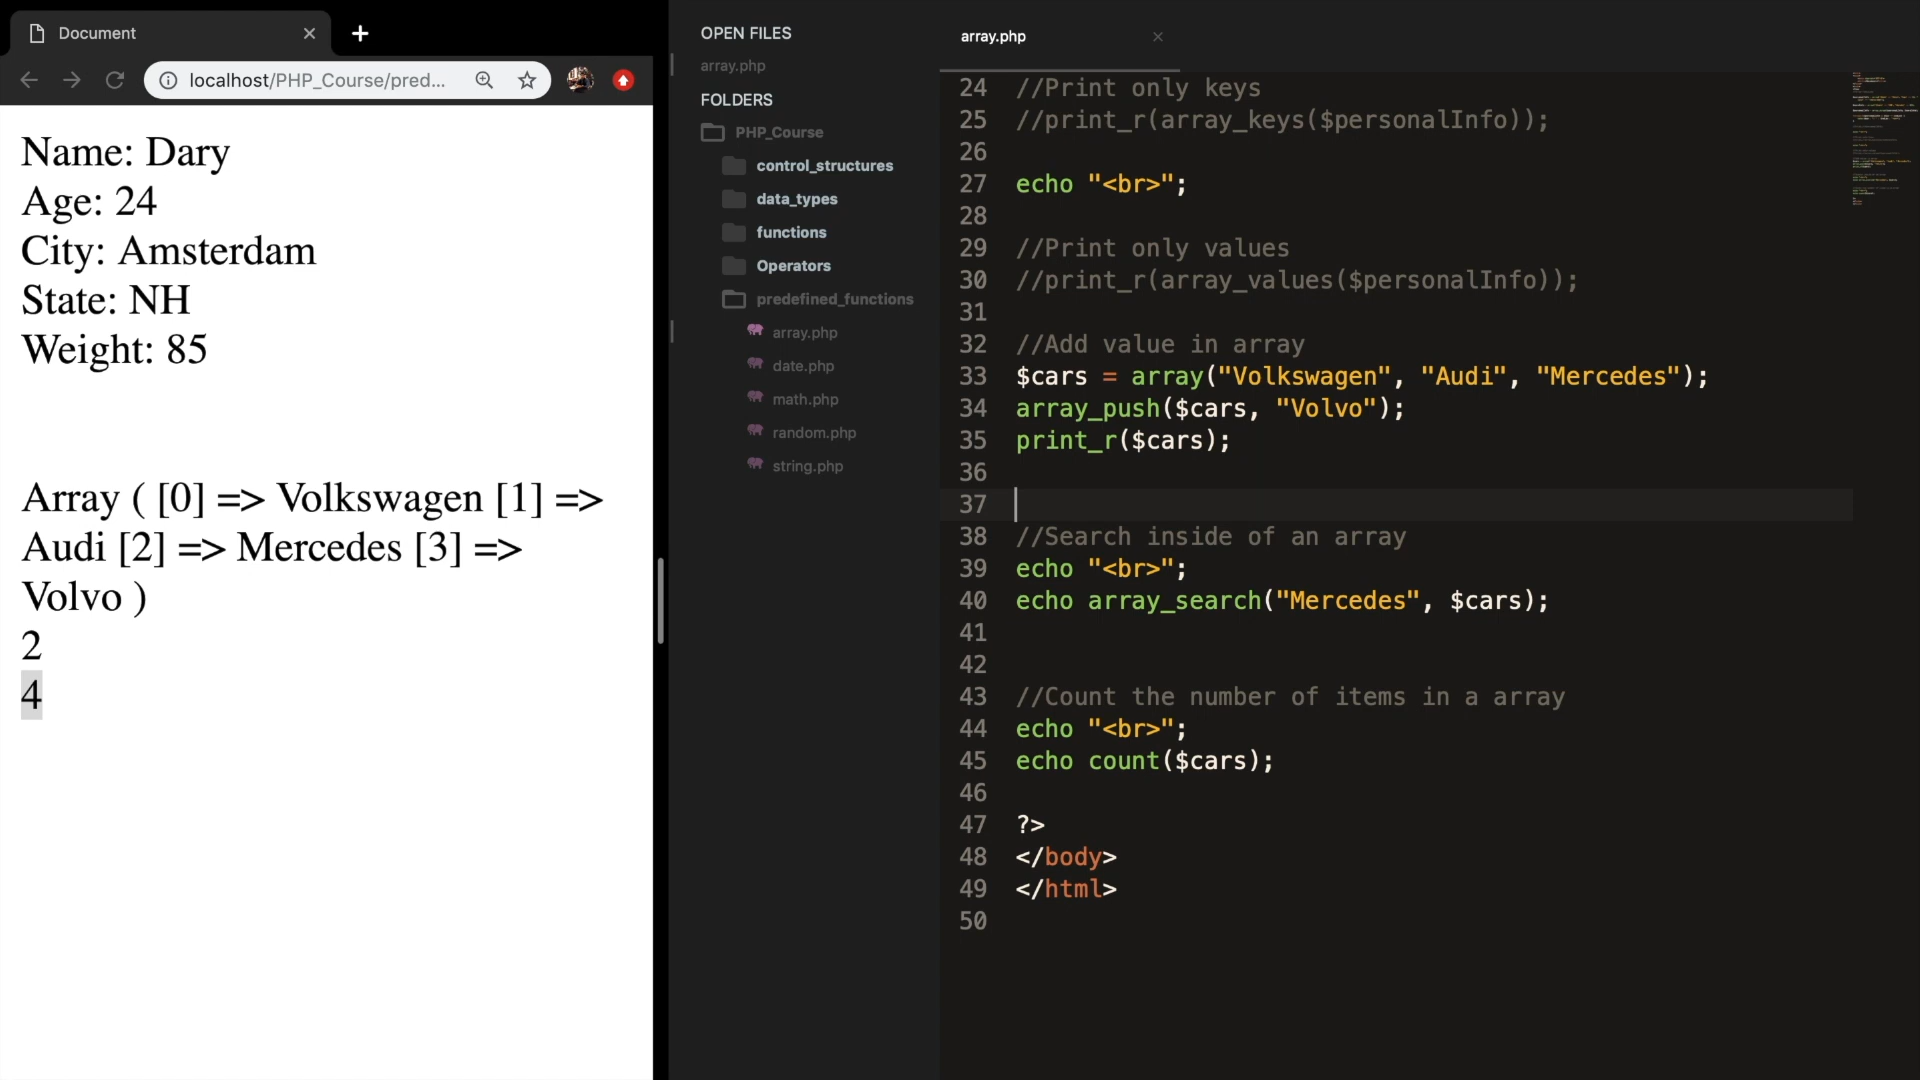 Document
localhost/PHP_Course/pred...
Name: Dary
Age: 24
City: Amsterdam
State: NH
Weight: 85
Array ( [0] => Volkswagen [1] =>
Audi [2] => Mercedes [3] =>
Volvo )
2
4
OPEN FILES
array.php
FOLDERS
PHP_Course
control_structures
data_types
functions
Operators
predefined_functions
array.php
date.php
math.php
random.php
string.php
array.php
24 //Print only keys
25 //print_r(array_keys($personalInfo));
26
27 echo "<br>";
28
29 //Print only values
30 //print_r(array_values($personalInfo));
31
32 //Add value in array
33 $cars = array("Volkswagen", "Audi", "Mercedes");
34 array_push($cars, "Volvo");
35 print_r($cars);
36
37
38 //Search inside of an array
39 echo "<br>";
40 echo array_search("Mercedes", $cars);
41
42
43 //Count the number of items in a array
44 echo "<br>";
45 echo count($cars);
46
47 ?>
48 </body>
49 </html>
50